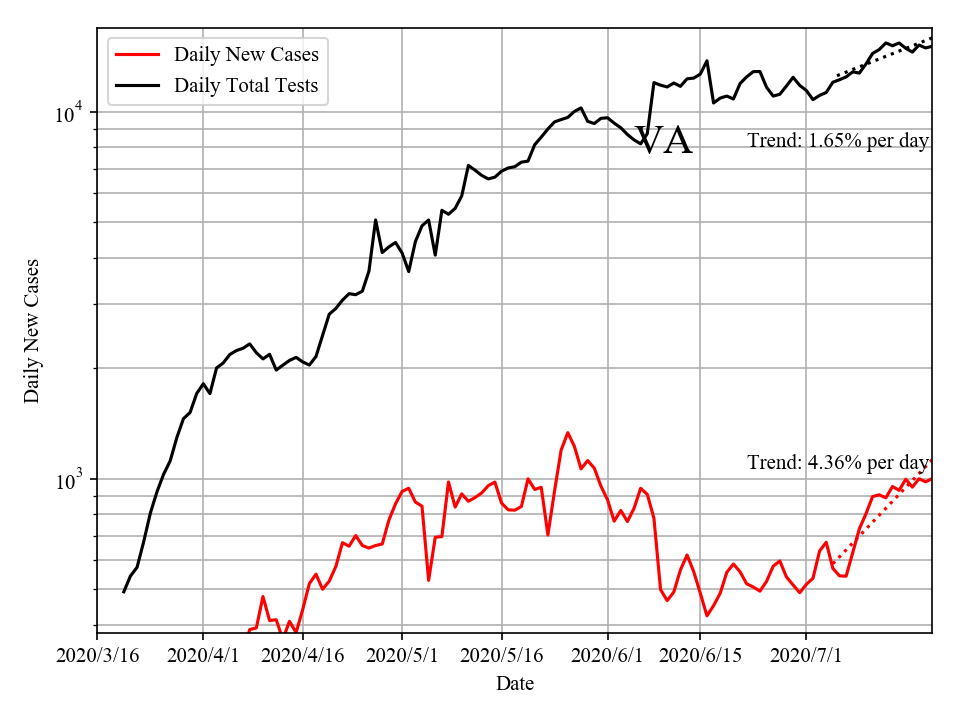 Daily New Cases
Daily Total Tests
10^4
VA
Trend: 1.65% per day
Daily New Cases
Trend: 4.36% per day
10^3
2020/3/16 2020/4/1 2020/4/16 2020/5/1 2020/5/16 2020/6/1 2020/6/15 2020/7/1
Date